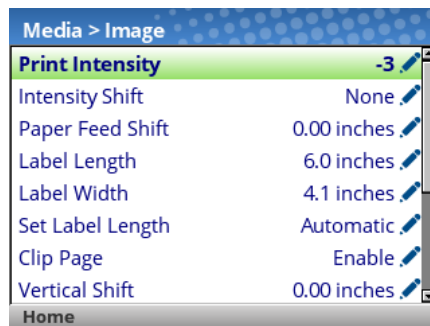 Media > Image
Print Intensity -3
Intensity Shift None
Paper Feed Shift 0.00 inches
Label Length 6.0 inches
Label Width 4.1 inches
Set Label Length Automatic
Clip Page Enable
Vertical Shift 0.00 inches
Home